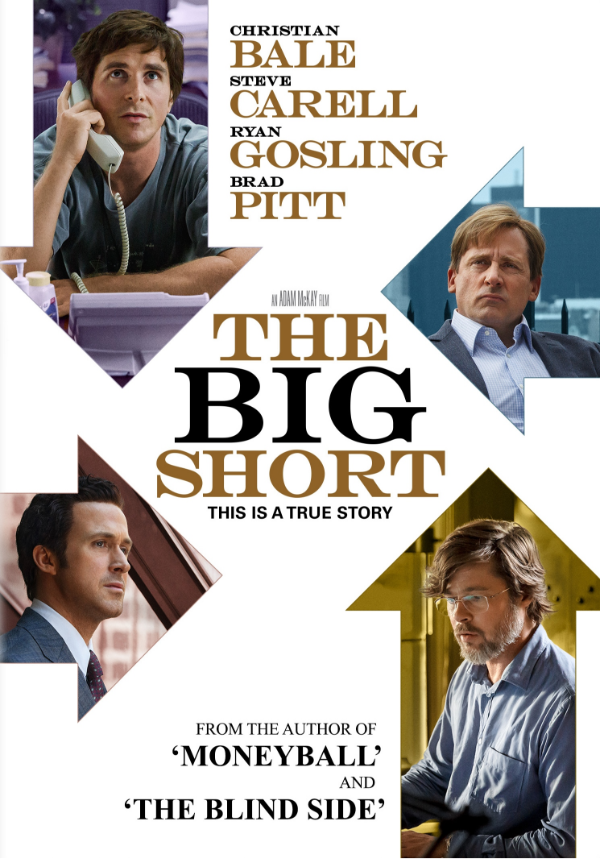 CHRISTIAN
BALE
STEVE
CARELL
RYAN
GOSLING
BRAD
PITT
AN ADAM McKAY FILM
THE
BIG
SHORT
THIS IS A TRUE STORY
FROM THE AUTHOR OF
‘MONEYBALL’
AND
‘THE BLIND SIDE’